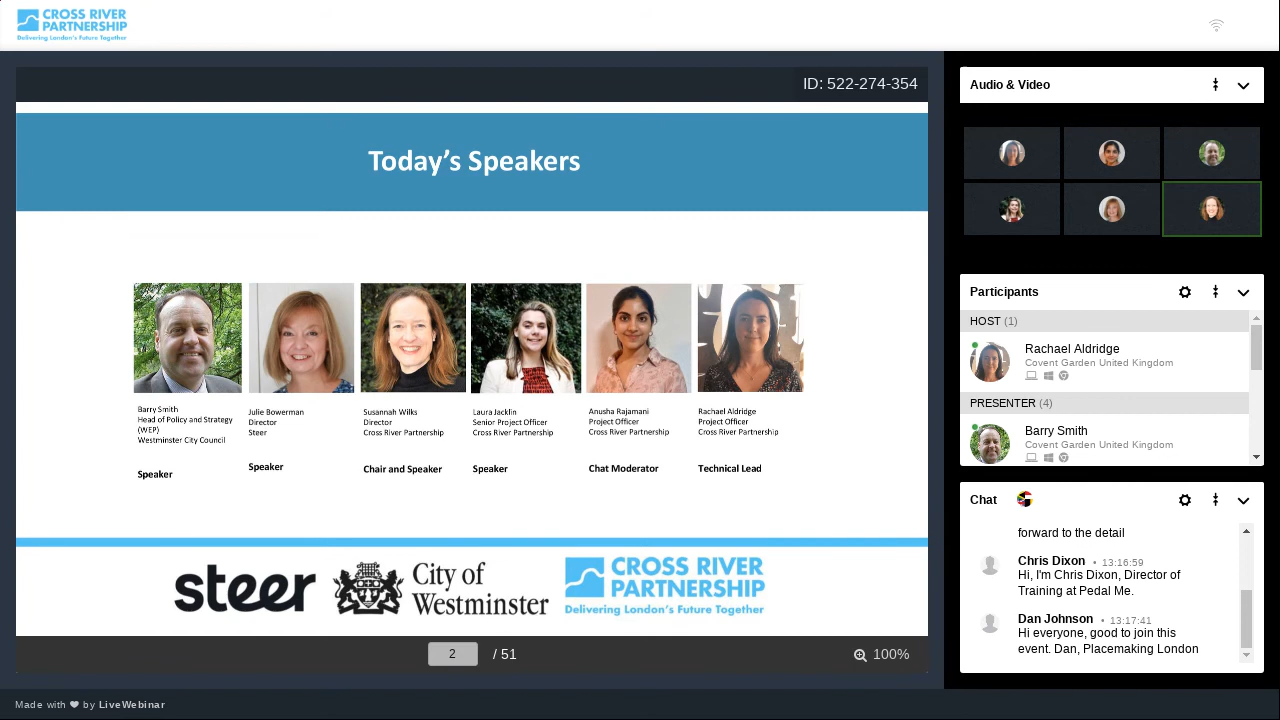 CROSS RIVER
PARTNERSHIP
Delivering London's Future Together
ID: 522-274-354
Today's Speakers
Barry Smith
Head of Policy and Strategy
(WEP)
Westminster City Council
Speaker
Julie Bowerman
Director
Steer
Speaker
Susannah Wilks
Director
Cross River Partnership
Chair and Speaker
Laura Jacklin
Senior Project Officer
Cross River Partnership
Speaker
Anusha Rajamani
Project Officer
Cross River Partnership
Chat Moderator
Rachael Aldridge
Project Officer
Cross River Partnership
Technical Lead
steer
City of
Westminster
CROSS RIVER
PARTNERSHIP
Delivering London's Future Together
2 / 51
100%
Audio & Video
Participants
HOST (1)
Rachael Aldridge
Covent Garden United Kingdom
PRESENTER (4)
Barry Smith
Covent Garden United Kingdom
Chat
forward to the detail
Chris Dixon • 13:16:59
Hi, I'm Chris Dixon, Director of
Training at Pedal Me.
Dan Johnson • 13:17:41
Hi everyone, good to join this
event. Dan, Placemaking London
Made with ❤ by LiveWebinar